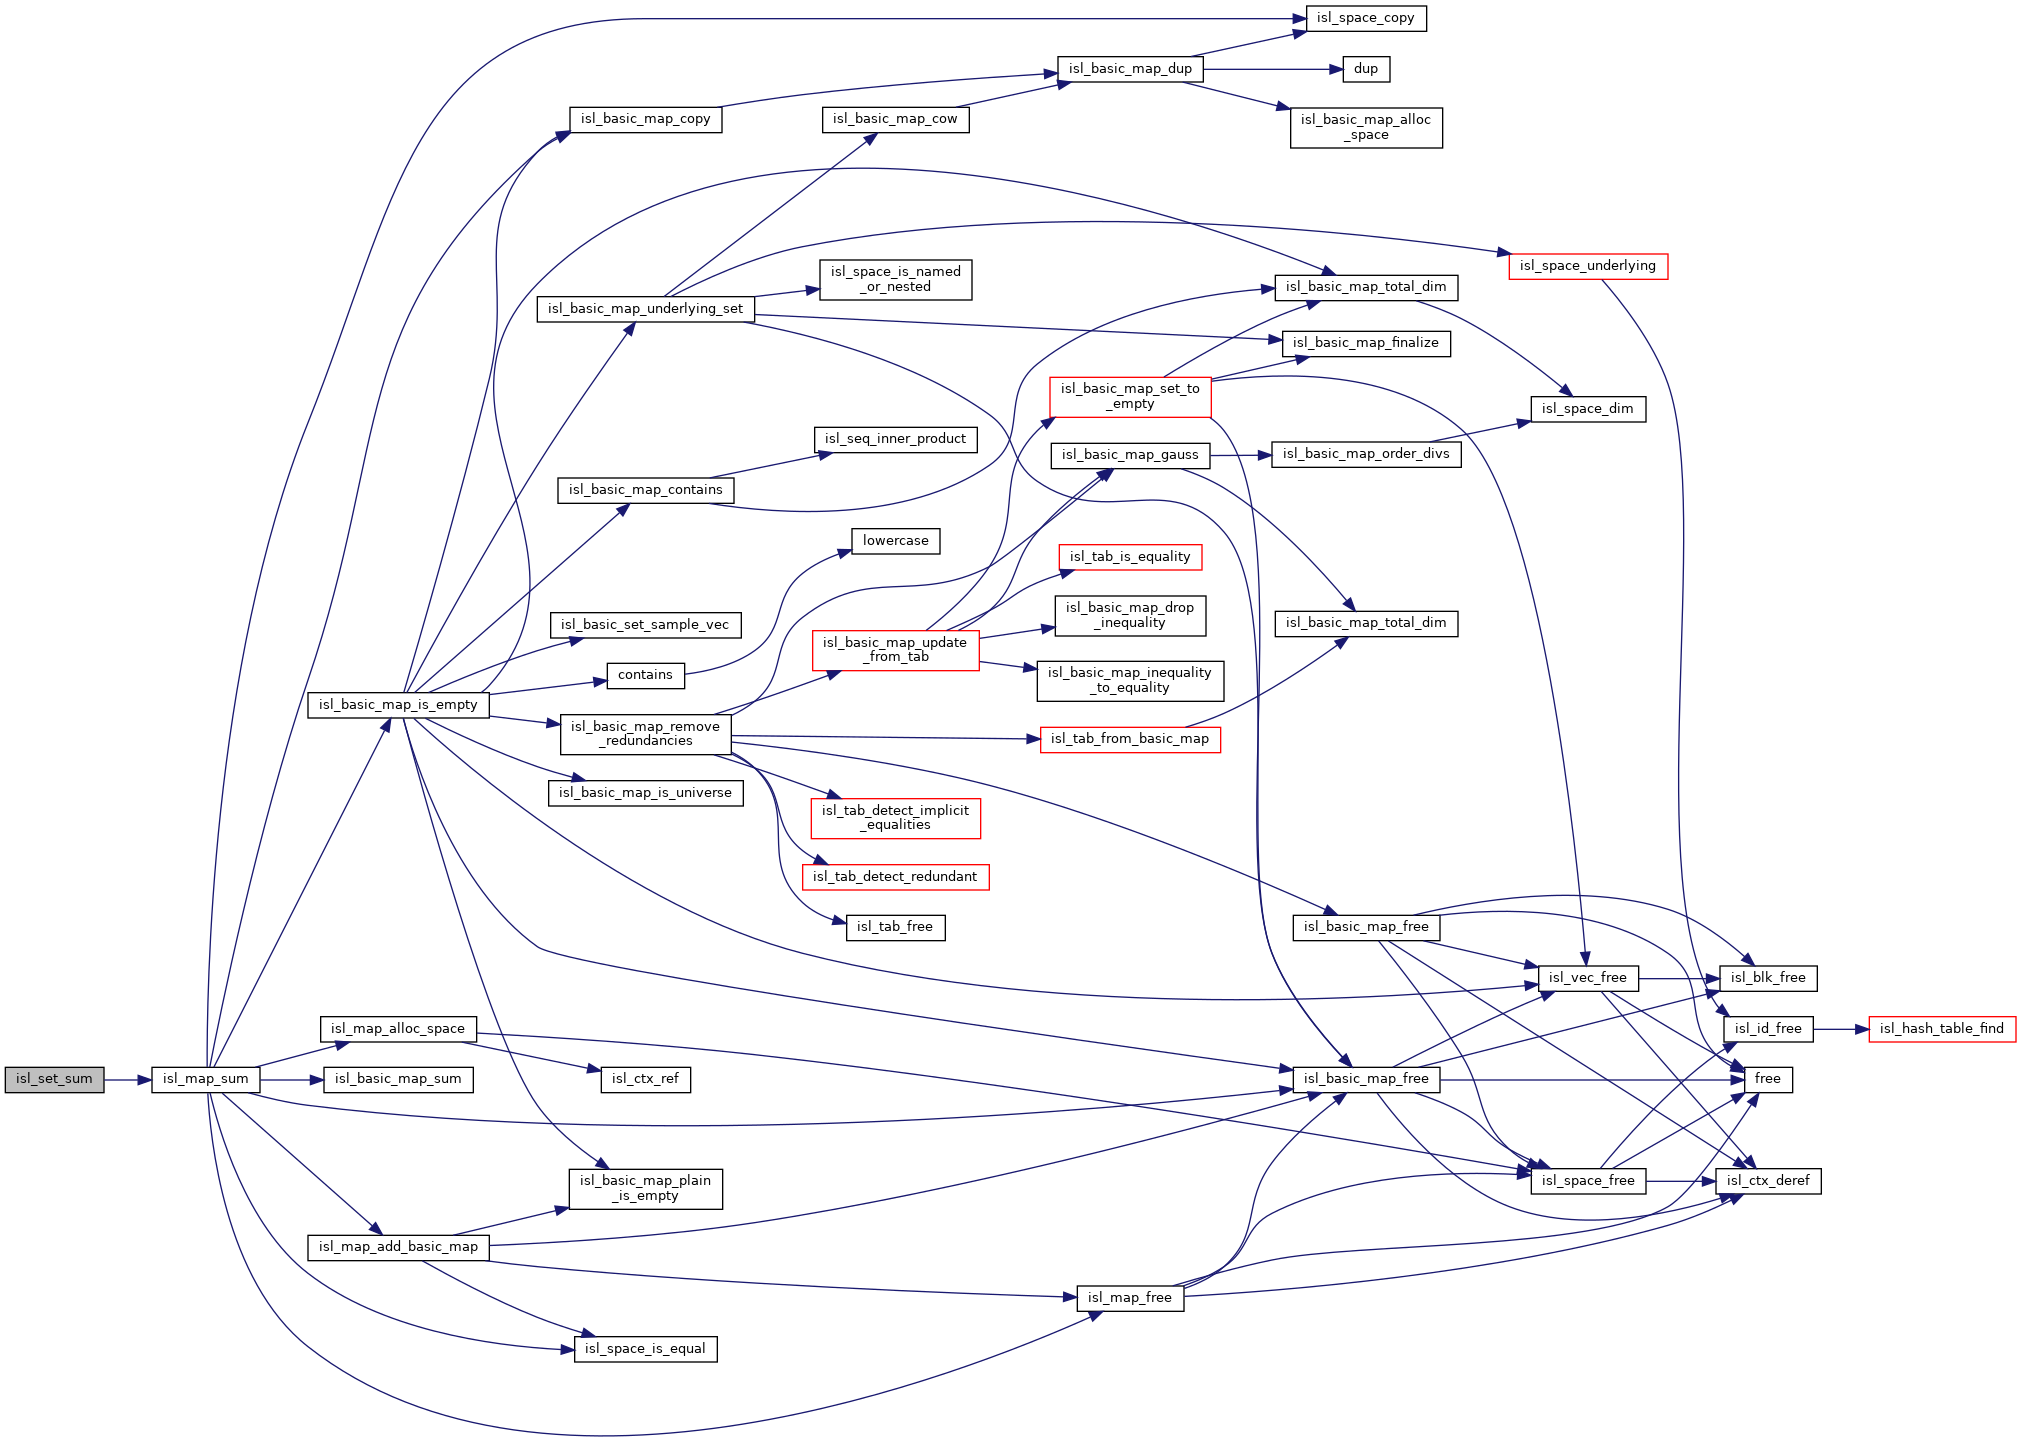 isl_space_copy
isl_basic_map_dup
dup
isl_basic_map_copy
isl_basic_map_cow
isl_basic_map_alloc
_space
isl_space_is_named
_or_nested
isl_space_underlying
isl_basic_map_total_dim
isl_basic_map_underlying_set
isl_basic_map_finalize
isl_basic_map_set_to
_empty
isl_space_dim
isl_seq_inner_product
isl_basic_map_gauss
isl_basic_map_order_divs
isl_basic_map_contains
lowercase
isl_tab_is_equality
isl_basic_map_drop
_inequality
isl_basic_set_sample_vec
isl_basic_map_total_dim
isl_basic_map_update
_from_tab
contains
isl_basic_map_inequality
_to_equality
isl_basic_map_is_empty
isl_basic_map_remove
_redundancies
isl_tab_from_basic_map
isl_basic_map_is_universe
isl_tab_detect_implicit
_equalities
isl_tab_detect_redundant
isl_tab_free
isl_basic_map_free
isl_vec_free
isl_blk_free
isl_map_alloc_space
isl_id_free
isl_hash_table_find
isl_set_sum
isl_map_sum
isl_basic_map_sum
isl_ctx_ref
isl_basic_map_free
free
isl_basic_map_plain
_is_empty
isl_space_free
isl_ctx_deref
isl_map_add_basic_map
isl_map_free
isl_space_is_equal